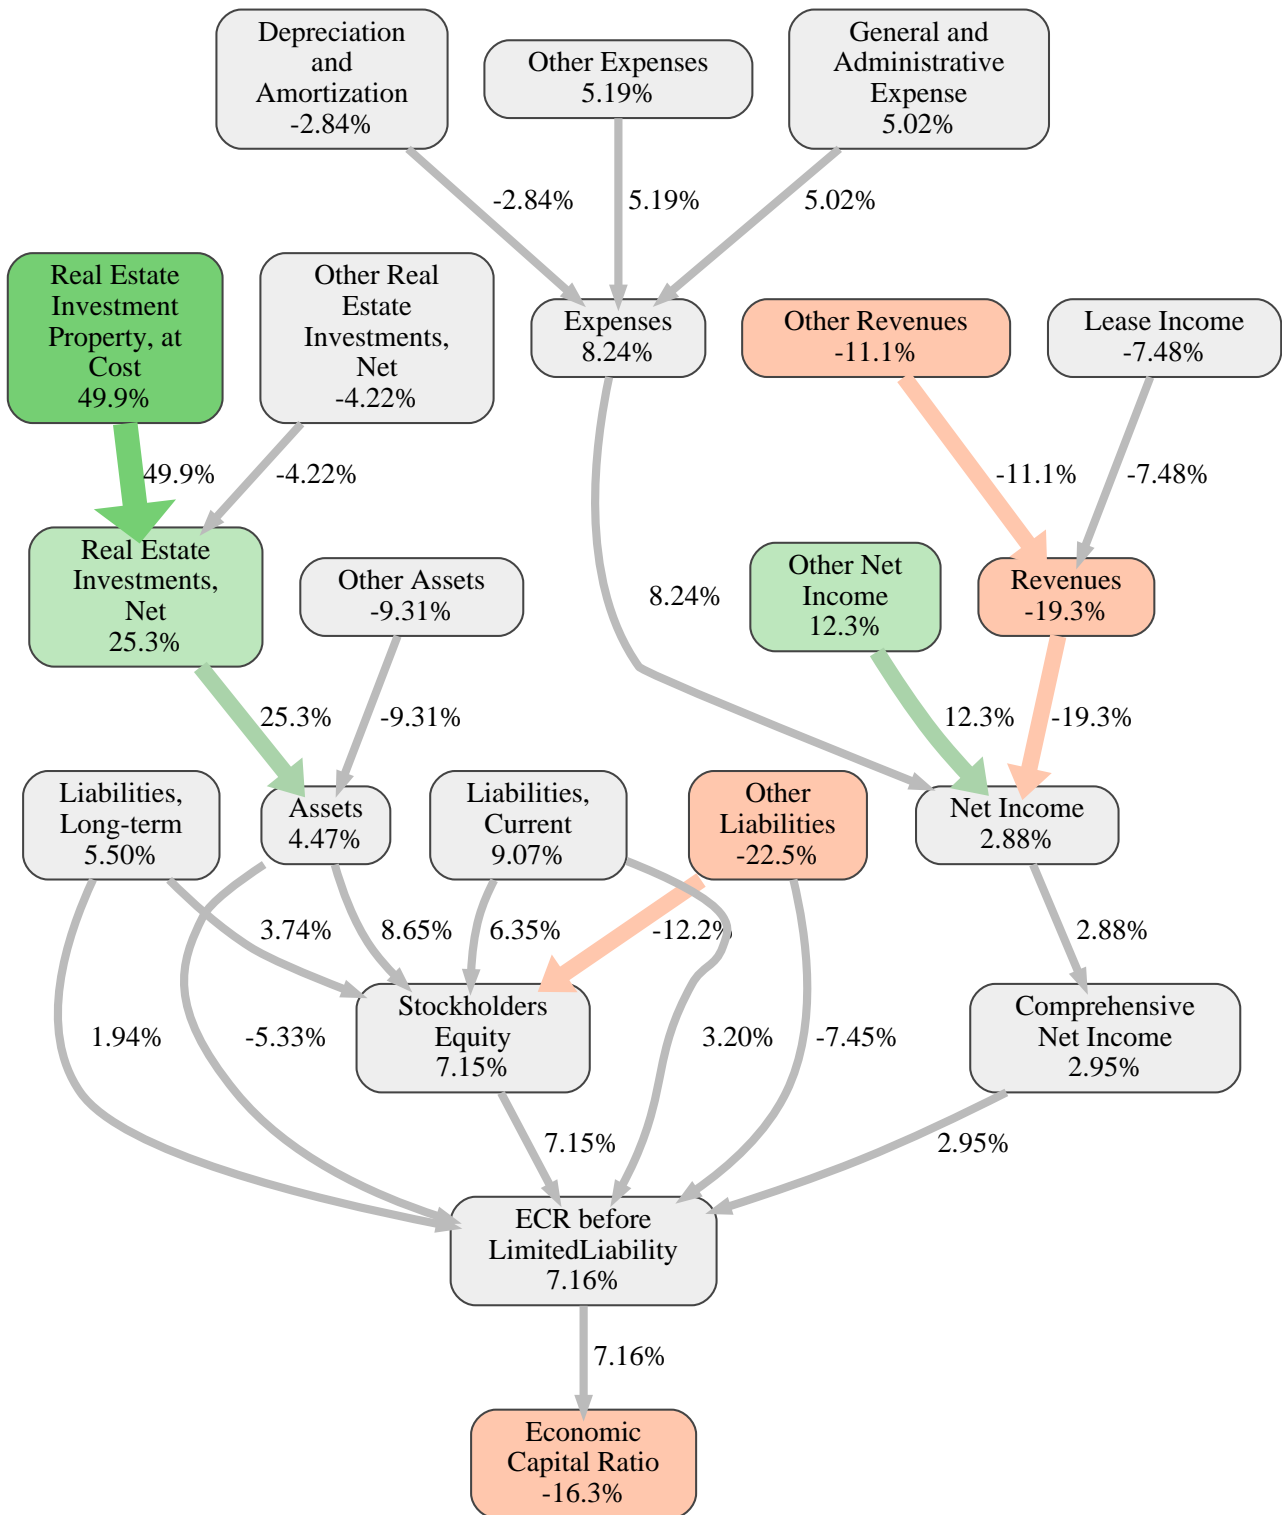 Depreciation
and
Amortization
-2.84%
Other Expenses
5.19%
General and
Administrative
Expense
5.02%
-2.84%
5.19%
5.02%
Real Estate
Investment
Property, at
Cost
49.9%
Other Real
Estate
Investments,
Net
-4.22%
Expenses
8.24%
Other Revenues
-11.1%
Lease Income
-7.48%
49.9%
-4.22%
-11.1%
-7.48%
Real Estate
Investments,
Net
25.3%
Other Assets
-9.31%
8.24%
Other Net
Income
12.3%
Revenues
-19.3%
25.3%
-9.31%
12.3%
-19.3%
Liabilities,
Long-term
5.50%
Assets
4.47%
Liabilities,
Current
9.07%
Other
Liabilities
-22.5%
Net Income
2.88%
3.74%
8.65%
6.35%
-12.2%
2.88%
1.94%
-5.33%
Stockholders
Equity
7.15%
3.20%
-7.45%
Comprehensive
Net Income
2.95%
7.15%
2.95%
ECR before
LimitedLiability
7.16%
7.16%
Economic
Capital Ratio
-16.3%